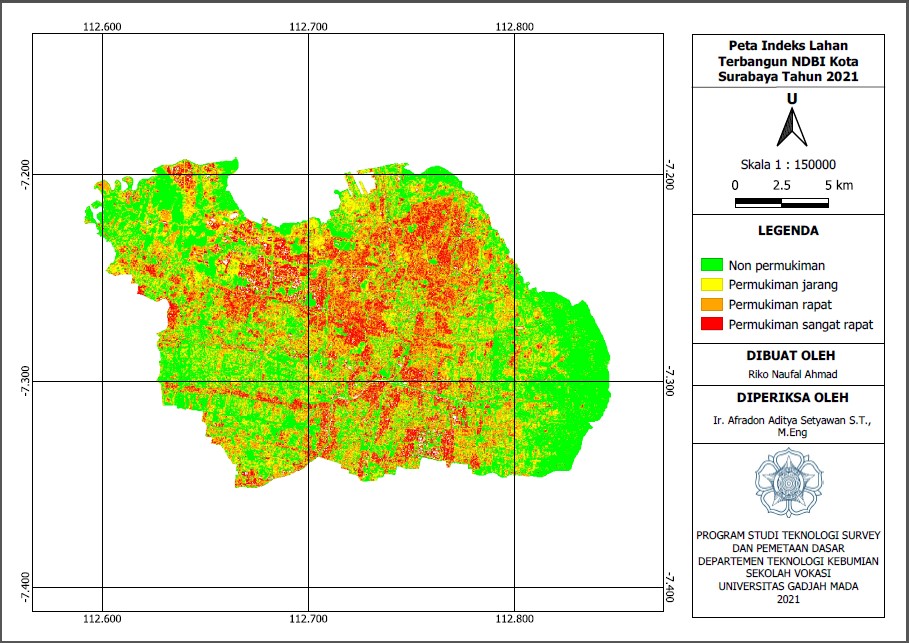 112.600
112.700
112.800
-7.200
-7.200
-7.300
-7.300
-7.400
-7.400
112.600
112.700
112.800
Peta Indeks Lahan
Terbangun NDBI Kota
Surabaya Tahun 2021
U
Skala 1 : 150000
0 2.5 5 km
LEGENDA
Non permukiman
Permukiman jarang
Permukiman rapat
Permukiman sangat rapat
DIBUAT OLEH
Riko Naufal Ahmad
DIPERIKSA OLEH
Ir. Afradon Aditya Setyawan S.T.,
M.Eng
PROGRAM STUDI TEKNOLOGI SURVEY
DAN PEMETAAN DASAR
DEPARTEMEN TEKNOLOGI KEBUMIAN
SEKOLAH VOKASI
UNIVERSITAS GADJAH MADA
2021